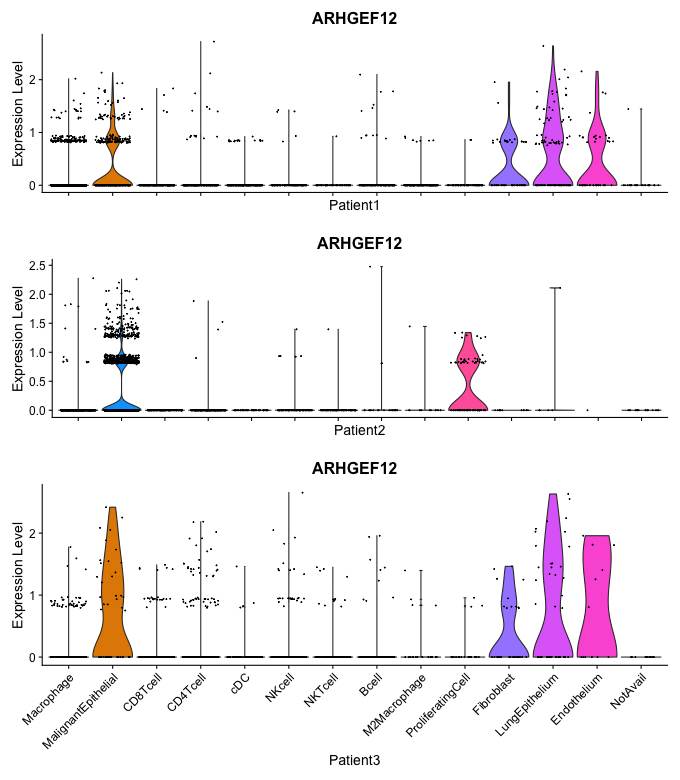 ARHGEF12
Expression Level
2
1
0
Patient1
ARHGEF12
Expression Level
2.5
2.0
1.5
1.0
0.5
0.0
Patient2
ARHGEF12
Expression Level
2
1
0
Macrophage
MalignantEpithelial
CD8Tcell
CD4Tcell
cDC
NKcell
NKTcell
Bcell
M2Macrophage
ProliferatingCell
Fibroblast
LungEpithelium
Endothelium
NotAvail
Patient3